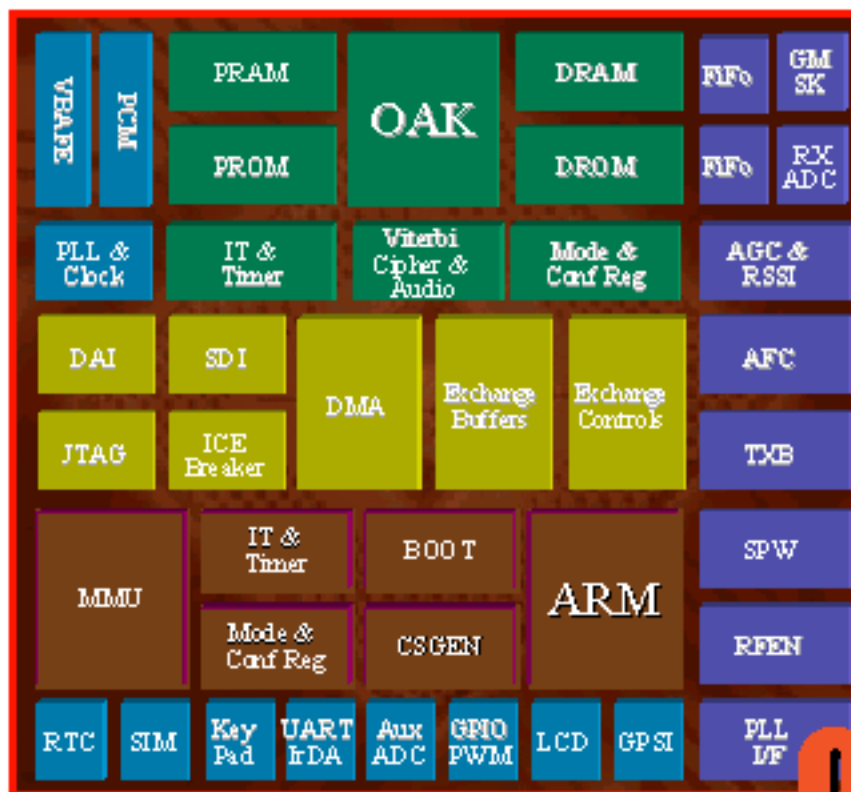 VBAFE
PCM
PRAM
OAK
DRAM
FiFo
GM
SK
PROM
DROM
FiFo
RX
ADC
PLL &
Clock
IT &
Timer
Viterbi
Cipher &
Audio
Mode &
Conf Reg
AGC &
RSSI
DAI
SDI
DMA
Exchange
Buffers
Exchange
Controls
AFC
JTAG
ICE
Breaker
TXB
MMU
IT &
Timer
BOOT
ARM
SPW
Mode &
Conf Reg
CSGEN
RFEN
RTC
SIM
Key
Pad
UART
IrDA
Aux
ADC
GPIO
PWM
LCD
GPSI
PLL
I/F